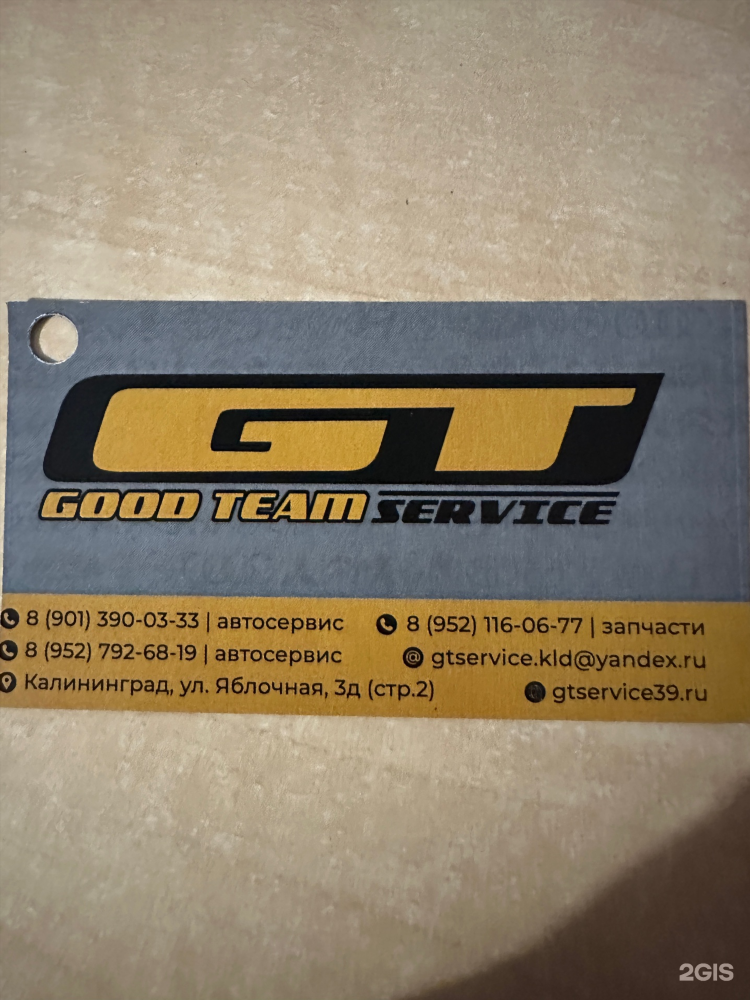 GT
GOOD TEAM SERVICE
8 (901) 390-03-33 | автосервис
8 (952) 792-68-19 | автосервис
Калининград, ул. Яблочная, 3д (стр.2)
8 (952) 116-06-77 | запчасти
gtservice.kld@yandex.ru
gtservice39.ru
2GIS